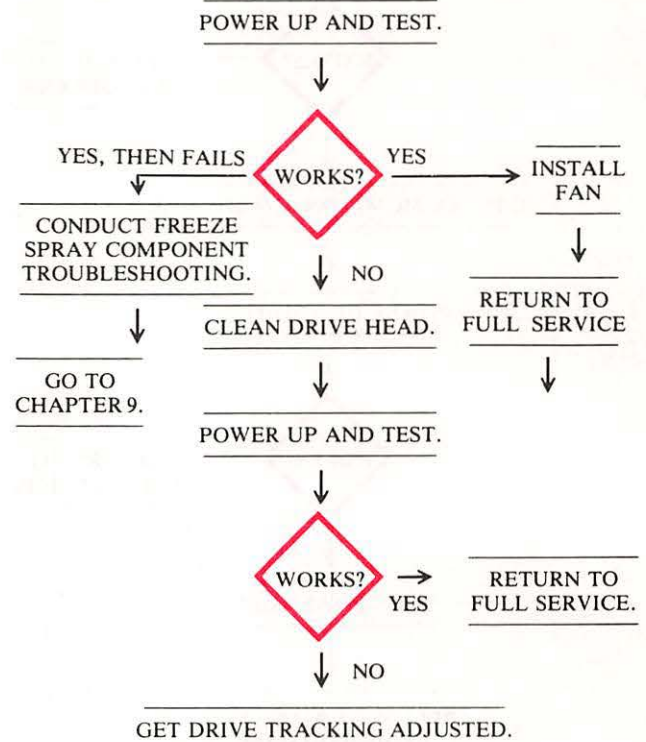 POWER UP AND TEST.
YES, THEN FAILS
WORKS?
YES
INSTALL
FAN
CONDUCT FREEZE
SPRAY COMPONENT
TROUBLESHOOTING.
NO
RETURN TO
FULL SERVICE
CLEAN DRIVE HEAD.
GO TO
CHAPTER 9.
POWER UP AND TEST.
WORKS?
YES
RETURN TO
FULL SERVICE.
NO
GET DRIVE TRACKING ADJUSTED.